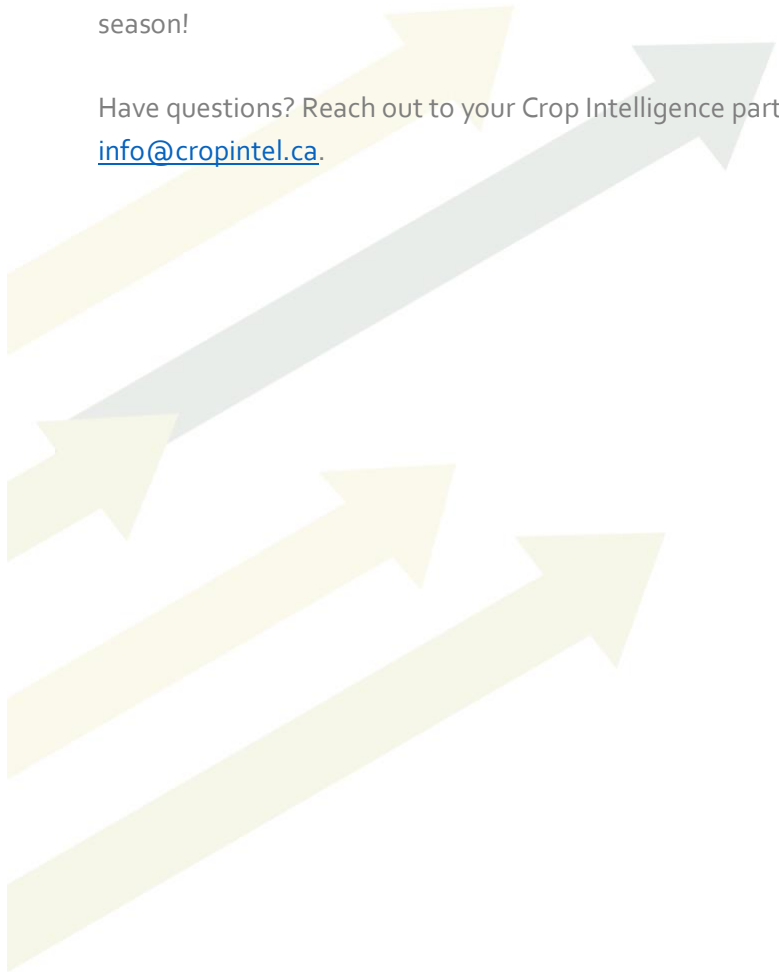 season!
Have questions? Reach out to your Crop Intelligence part
info@cropintel.ca.